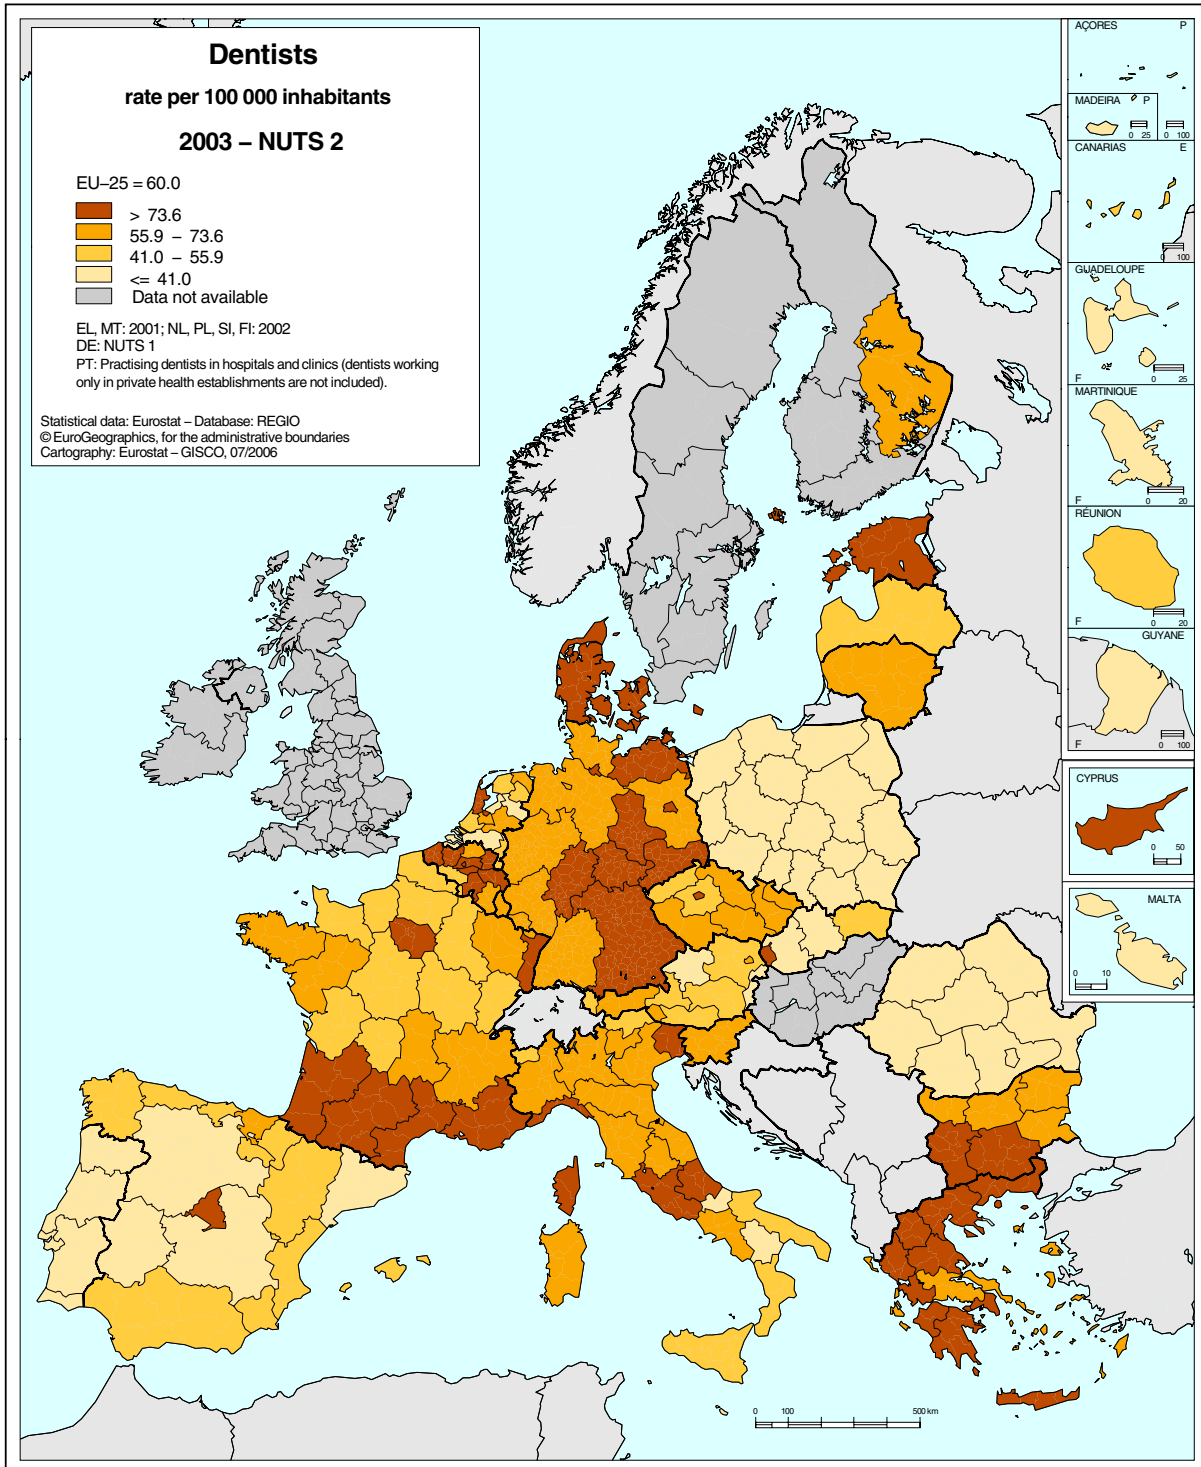 Dentists
rate per 100 000 inhabitants
2003 – NUTS 2
EU–25 = 60.0
> 73.6
55.9 – 73.6
41.0 – 55.9
<= 41.0
Data not available
EL, MT: 2001; NL, PL, SI, FI: 2002
DE: NUTS 1
PT: Practising dentists in hospitals and clinics (dentists working
only in private health establishments are not included).
Statistical data: Eurostat – Database: REGIO
© EuroGeographics, for the administrative boundaries
Cartography: Eurostat – GISCO, 07/2006
AÇORES P
MADEIRA P
0 25
0 100
CANARIAS E
0 100
GUADELOUPE
F 0 25
MARTINIQUE
F 0 20
RÉUNION
F 0 20
GUYANE
F 0 100
CYPRUS
0 50
MALTA
0 10
0 100 500 km